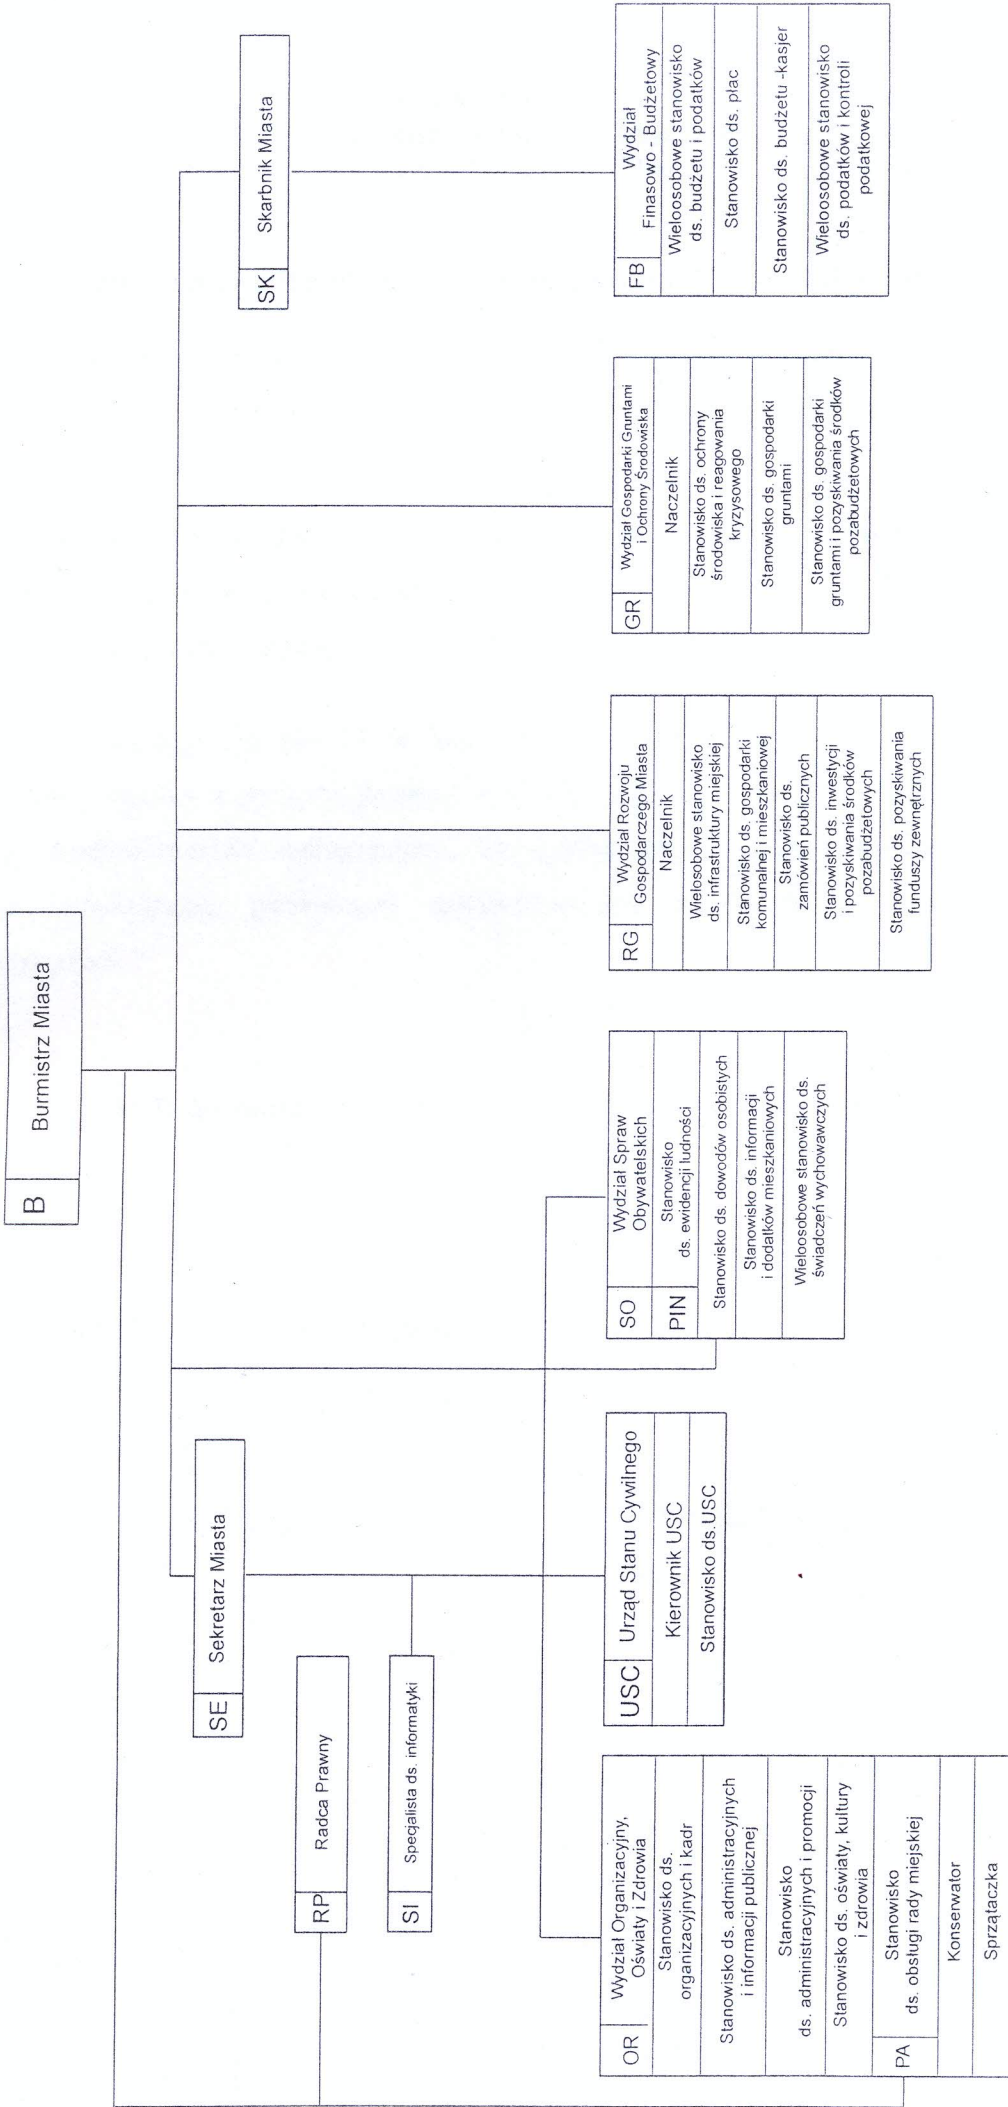 B
Burmistrz Miasta
SE
Sekretarz Miasta
SK
Skarbnik Miasta
RP
Radca Prawny
SI
Specjalista ds. informatyki
OR
Wydział Organizacyjny,
Oświaty i Zdrowia
Stanowisko ds.
organizacyjnych i kadr
Stanowisko ds. administracyjnych
i informacji publicznej
Stanowisko
ds. administracyjnych i promocji
Stanowisko ds. oświaty, kultury
i zdrowia
PA
Stanowisko
ds. obsługi rady miejskiej
Konserwator
Sprzątaczka
USC
Urząd Stanu Cywilnego
Kierownik USC
Stanowisko ds.USC
SO
Wydział Spraw
Obywatelskich
PIN
Stanowisko
ds. ewidencji ludności
Stanowisko ds. dowodów osobistych
Stanowisko ds. informacji
i dodatków mieszkaniowych
Wieloosobowe stanowisko ds.
świadczeń wychowawczych
RG
Wydział Rozwoju
Gospodarczego Miasta
Naczelnik
Wielosobowe stanowisko
ds. infrastruktury miejskiej
Stanowisko ds. gospodarki
komunalnej i mieszkaniowej
Stanowisko ds.
zamówień publicznych
Stanowisko ds. inwestycji
i pozyskiwania środków
pozabudżetowych
Stanowisko ds. pozyskiwania
funduszy zewnętrznych
GR
Wydział Gospodarki Gruntami
i Ochrony Środowiska
Naczelnik
Stanowisko ds. ochrony
środowiska i reagowania
kryzysowego
Stanowisko ds. gospodarki
gruntami
Stanowisko ds. gospodarki
gruntami i pozyskiwania środków
pozabudżetowych
FB
Wydział
Finasowo - Budżetowy
Wieloosobowe stanowisko
ds. budżetu i podatków
Stanowisko ds. płac
Stanowisko ds. budżetu -kasjer
Wieloosobowe stanowisko
ds. podatków i kontroli
podatkowej